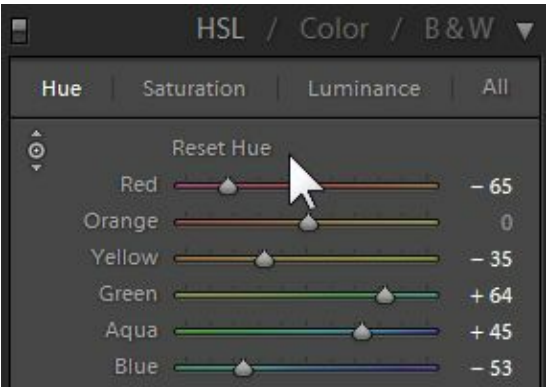 HSL / Color / B&W
Hue Saturation Luminance All
Reset Hue
Red - 65
Orange 0
Yellow - 35
Green + 64
Aqua + 45
Blue - 53